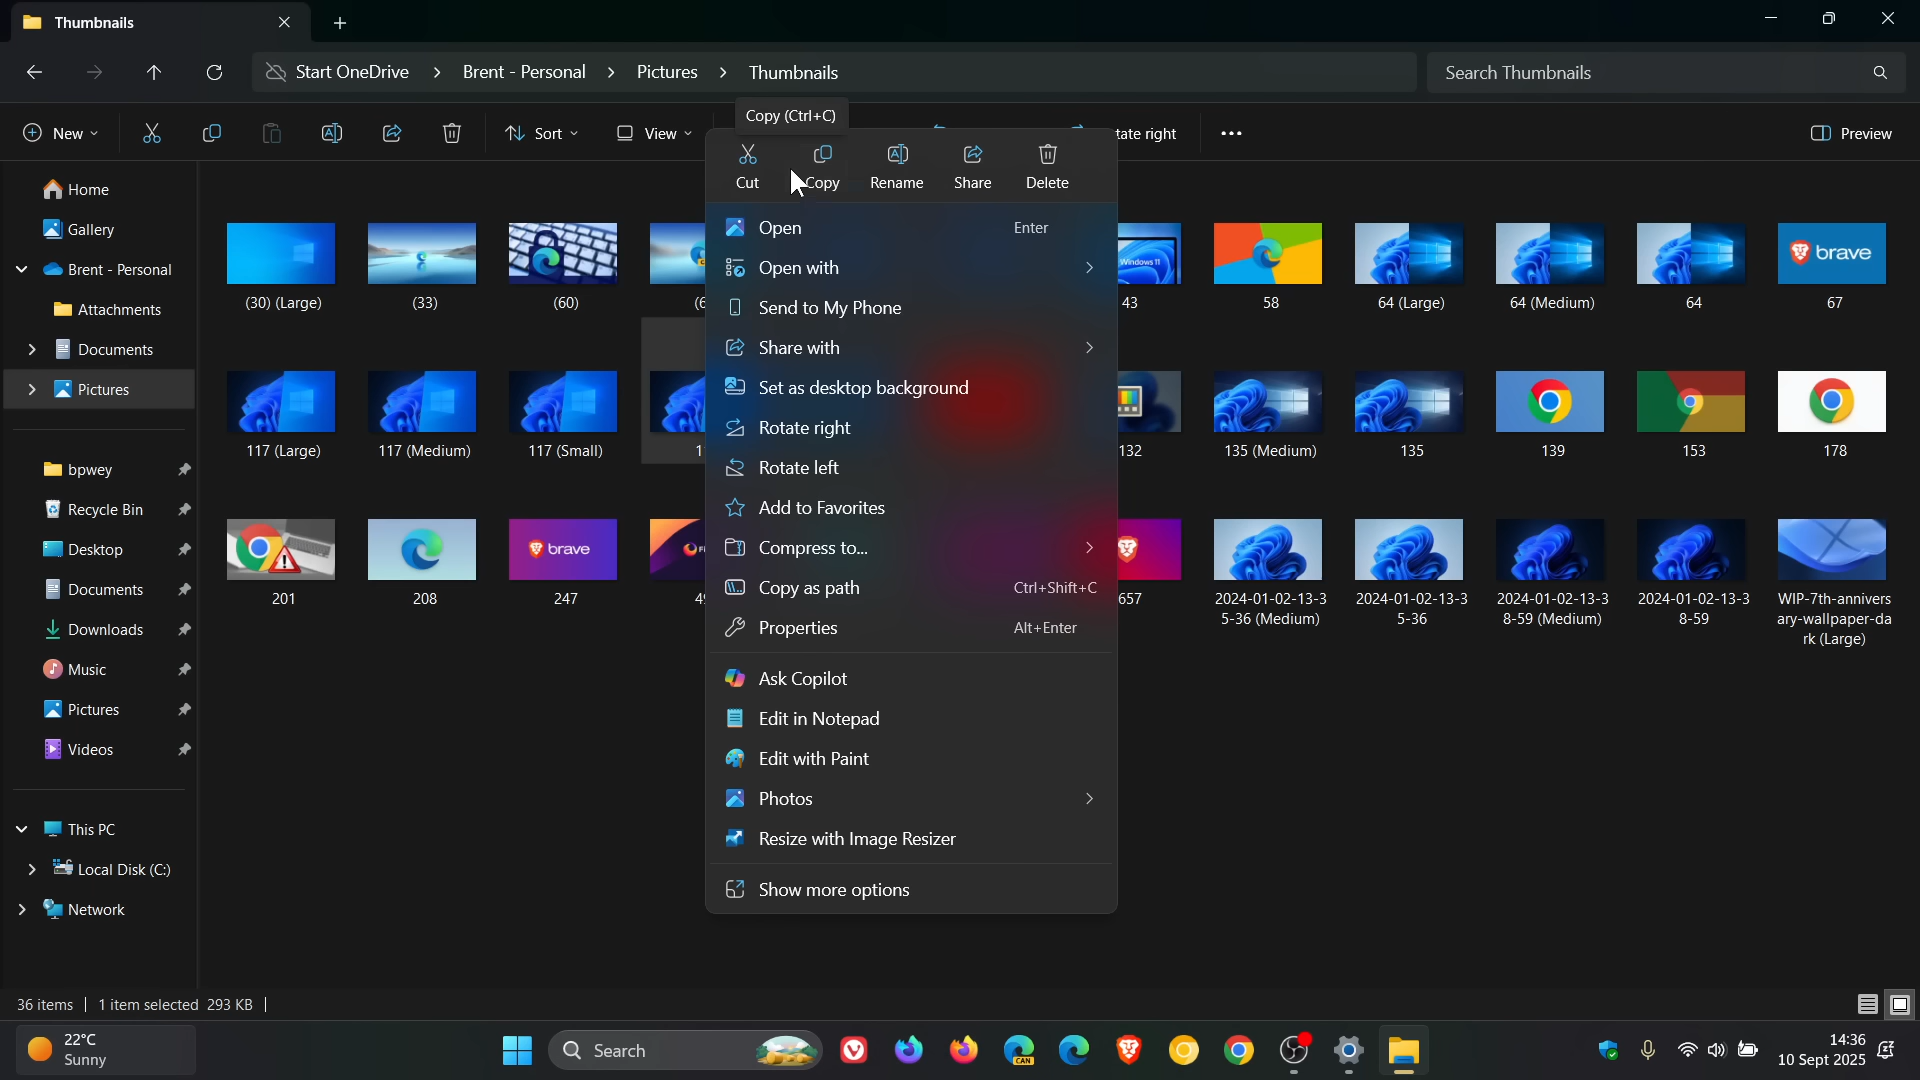 Thumbnails
Start OneDrive > Brent - Personal > Pictures > Thumbnails
Search Thumbnails
Copy (Ctrl+C)
New
Sort
View
tate right
Preview
Cut
Copy
Rename
Share
Delete
Open Enter
Open with
Send to My Phone
Share with
Set as desktop background
Rotate right
Rotate left
Add to Favorites
Compress to...
Copy as path Ctrl+Shift+C
Properties Alt+Enter
Ask Copilot
Edit in Notepad
Edit with Paint
Photos
Resize with Image Resizer
Show more options
Home
Gallery
Brent - Personal
Attachments
Documents
Pictures
bpwey
Recycle Bin
Desktop
Documents
Downloads
Music
Pictures
Videos
This PC
Local Disk (C:)
Network
Windows 11
brave
(30) (Large)
(33)
(60)
(6
43
58
64 (Large)
64 (Medium)
64
67
117 (Large)
117 (Medium)
117 (Small)
1
132
135 (Medium)
135
139
153
178
brave
201
208
247
49
657
2024-01-02-13-3
5-36 (Medium)
2024-01-02-13-3
5-36
2024-01-02-13-3
8-59 (Medium)
2024-01-02-13-3
8-59
WIP-7th-annivers
ary-wallpaper-da
rk (Large)
36 items | 1 item selected 293 KB |
22°C
Sunny
Search
CAN
14:36
10 Sept 2025